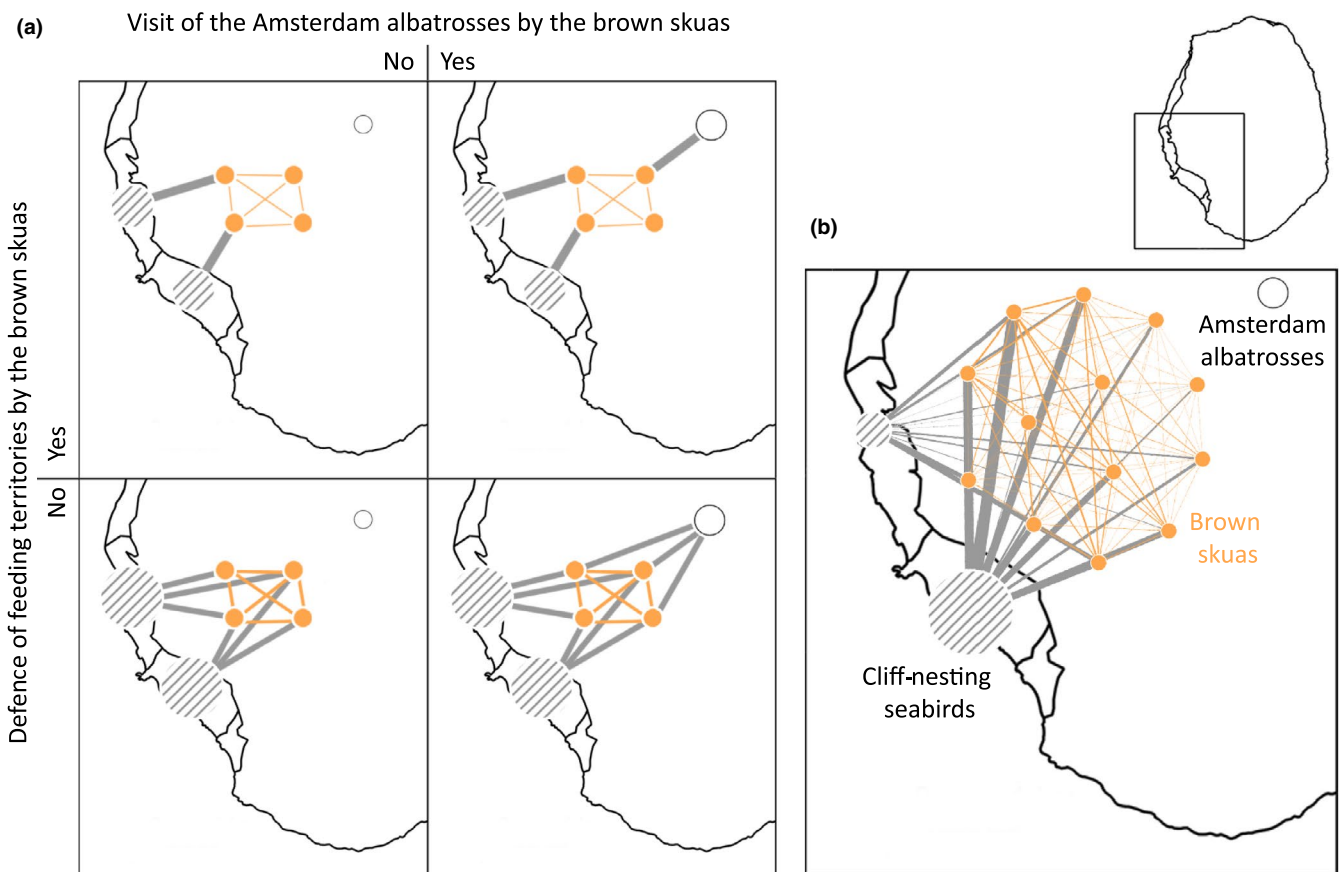 (a)
Visit of the Amsterdam albatrosses by the brown skuas
No
Yes
Defence of feeding territories by the brown skuas
Yes
No
(b)
Amsterdam
albatrosses
Brown
skuas
Cliff-nesting
seabirds